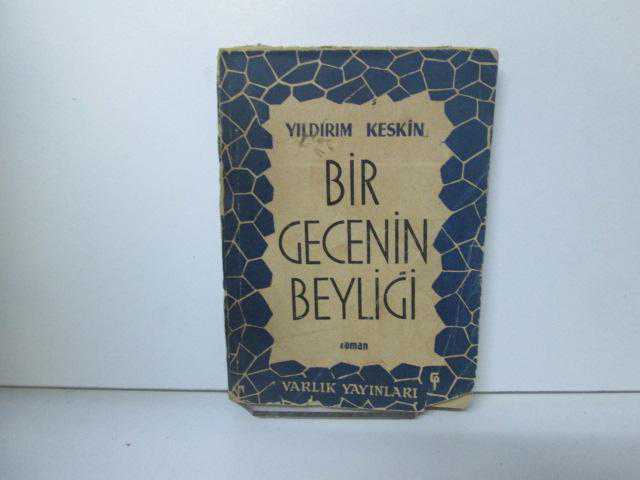 YILDIRIM KESKİN
BİR
GECENİN
BEYLİĞİ
roman
VARLIK YAYINLARI